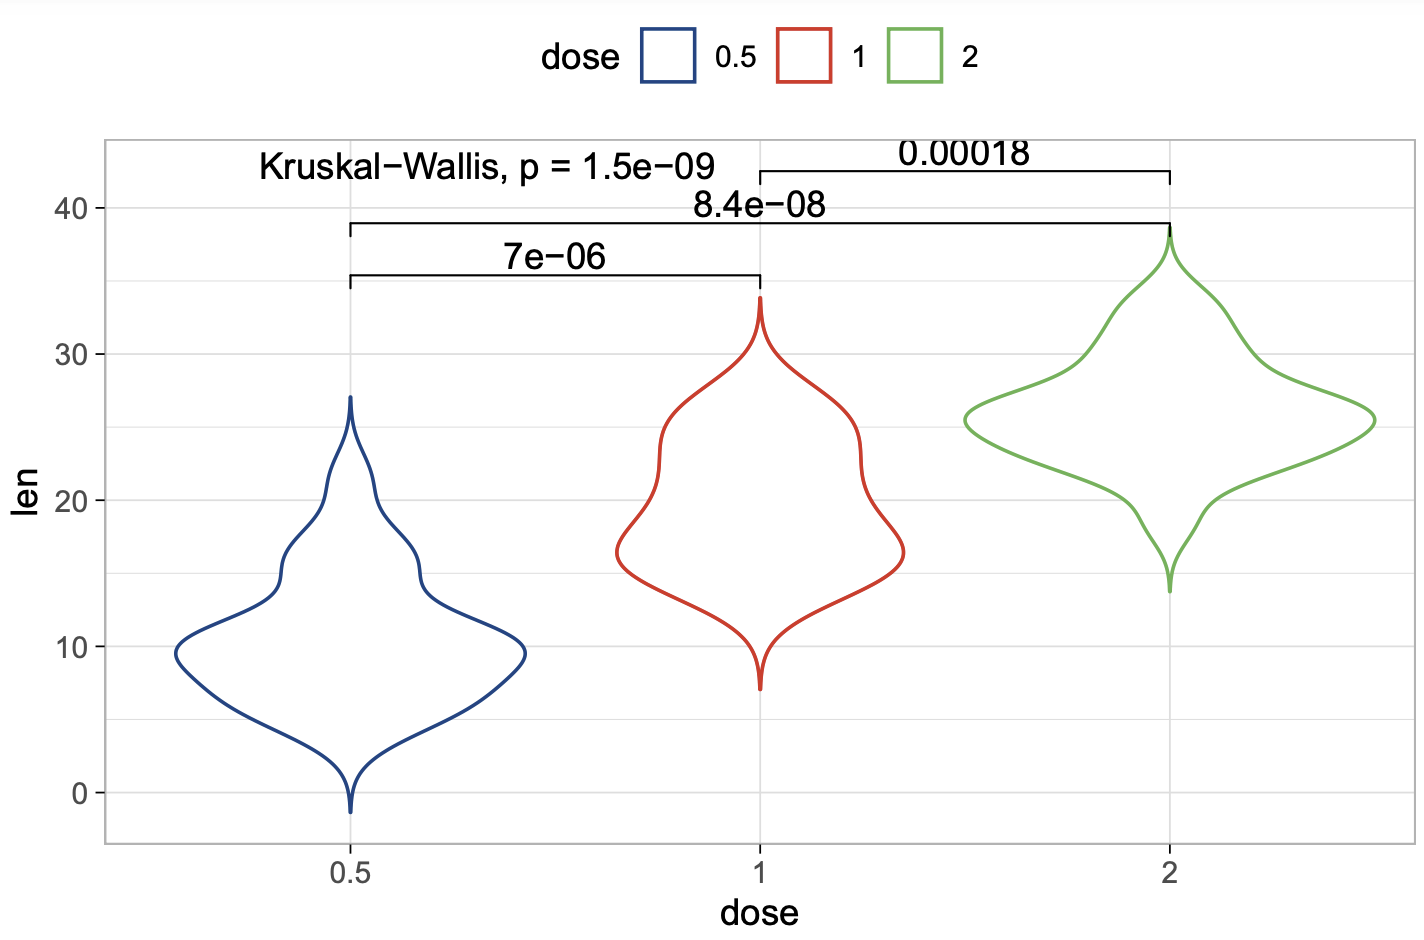 dose 0.5 1 2
0.00018
Kruskal−Wallis, p = 1.5e−09
8.4e−08
7e−06
40
30
20
10
0
len
0.5 1 2
dose